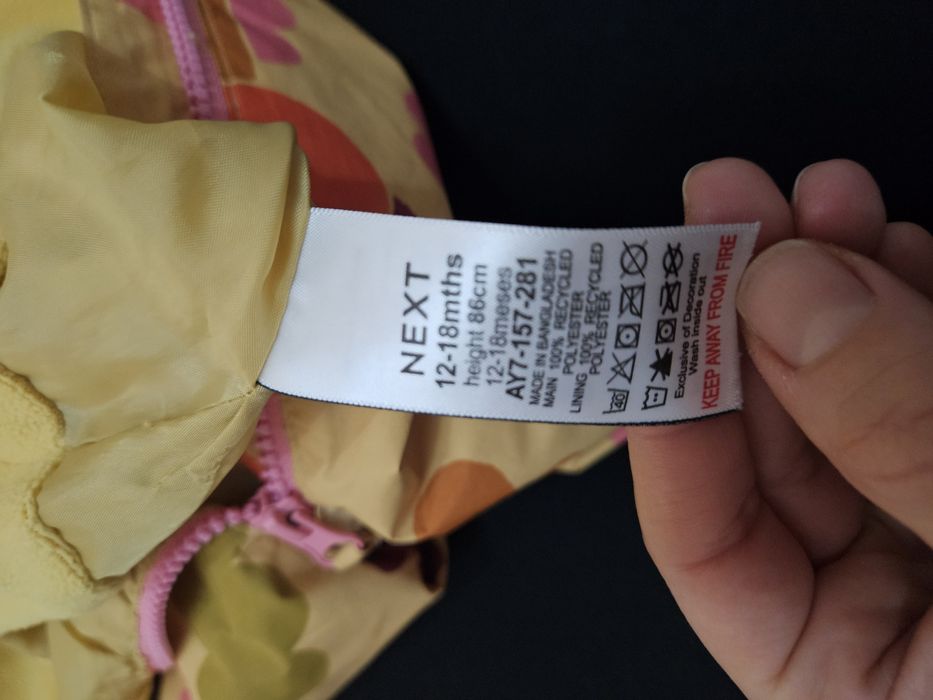 NEXT
12-18mths
height 86cm
12-18meses
AY7-157-281
MADE IN BANGLADESH
MAIN 100% RECYCLED
POLYESTER
LINING 100% RECYCLED
POLYESTER
40
Exclusive of Decoration
Wash inside out
KEEP AWAY FROM FIRE